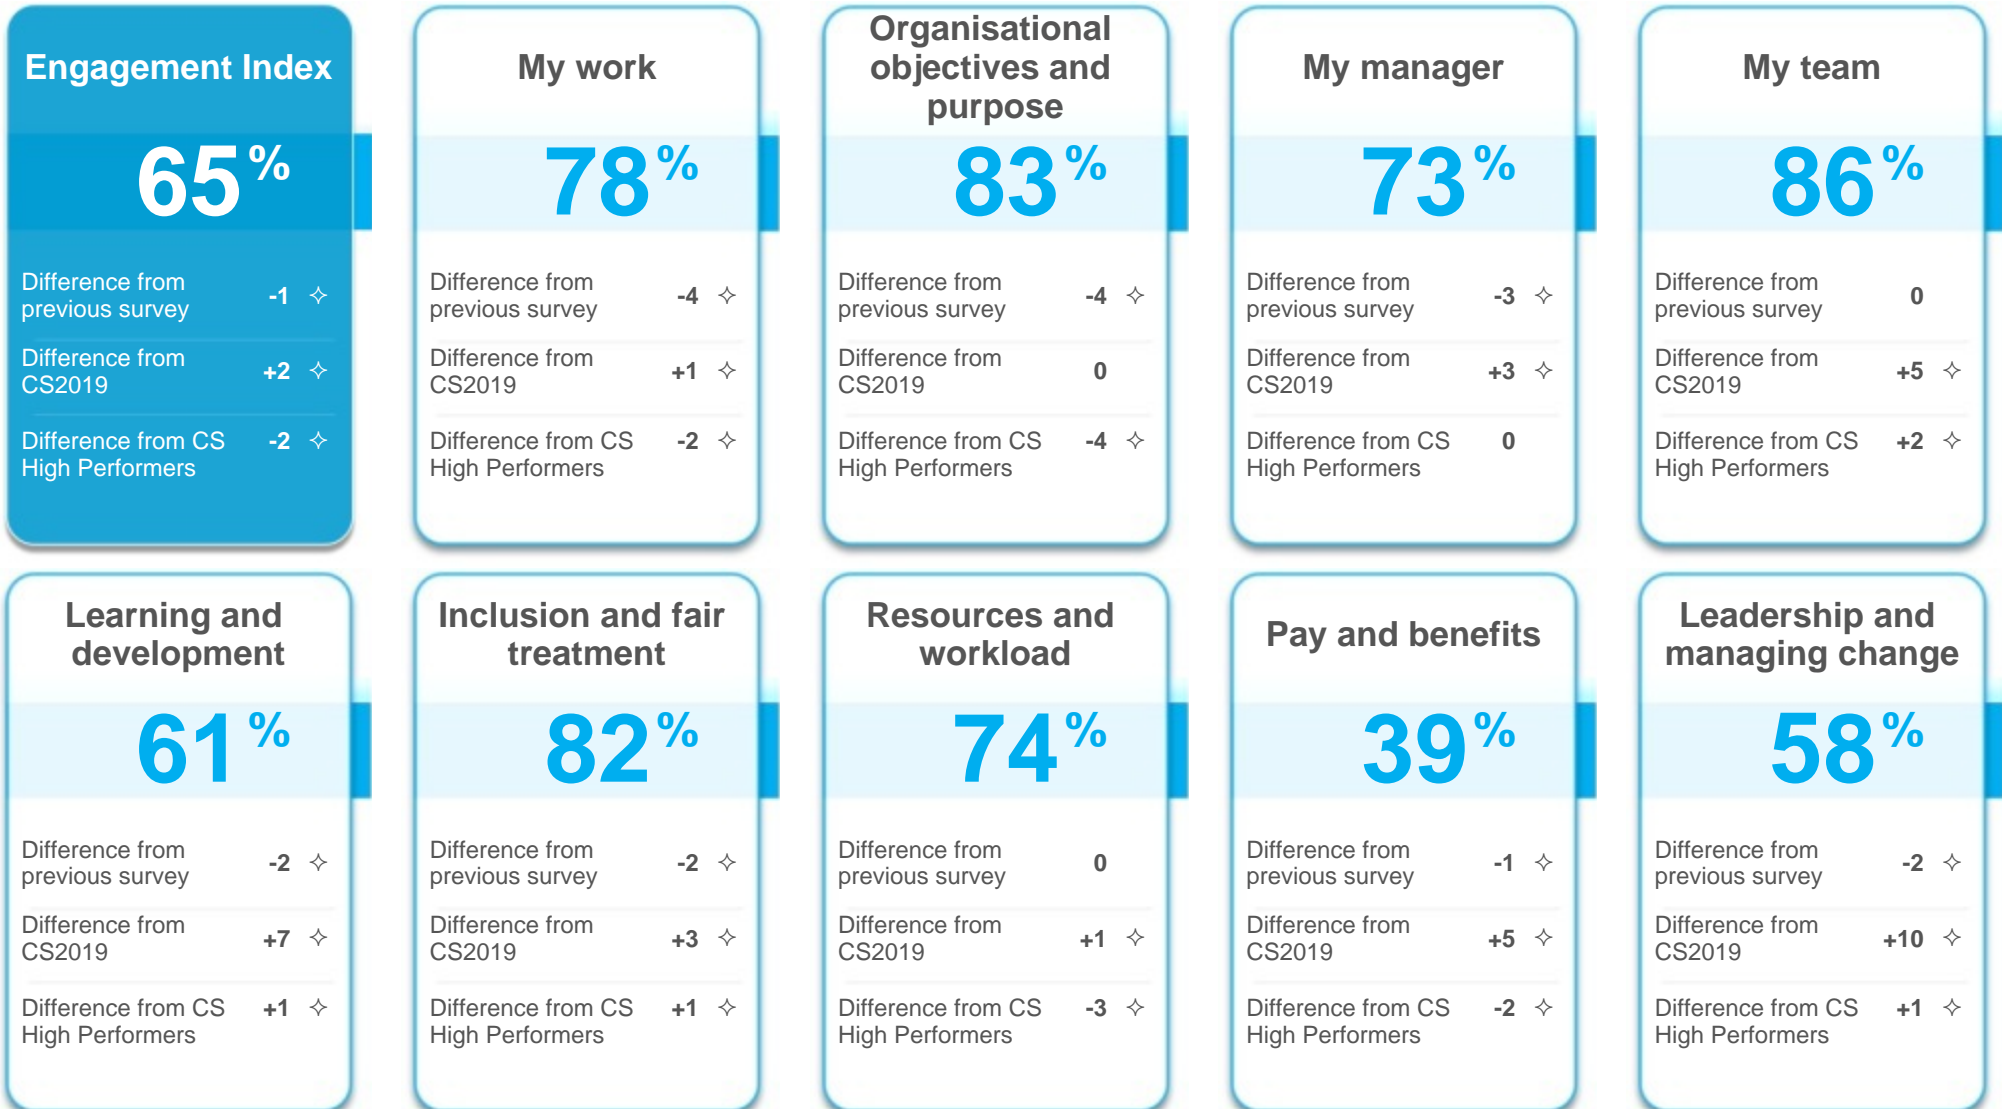 Engagement Index
65%
Difference from
previous survey
-1 ✧
Difference from
CS2019
+2 ✧
Difference from CS
High Performers
-2 ✧
My work
78%
Difference from
previous survey
-4 ✧
Difference from
CS2019
+1 ✧
Difference from CS
High Performers
-2 ✧
Organisational
objectives and
purpose
83%
Difference from
previous survey
-4 ✧
Difference from
CS2019
0
Difference from CS
High Performers
-4 ✧
My manager
73%
Difference from
previous survey
-3 ✧
Difference from
CS2019
+3 ✧
Difference from CS
High Performers
0
My team
86%
Difference from
previous survey
0
Difference from
CS2019
+5 ✧
Difference from CS
High Performers
+2 ✧
Learning and
development
61%
Difference from
previous survey
-2 ✧
Difference from
CS2019
+7 ✧
Difference from CS
High Performers
+1 ✧
Inclusion and fair
treatment
82%
Difference from
previous survey
-2 ✧
Difference from
CS2019
+3 ✧
Difference from CS
High Performers
+1 ✧
Resources and
workload
74%
Difference from
previous survey
0
Difference from
CS2019
+1 ✧
Difference from CS
High Performers
-3 ✧
Pay and benefits
39%
Difference from
previous survey
-1 ✧
Difference from
CS2019
+5 ✧
Difference from CS
High Performers
-2 ✧
Leadership and
managing change
58%
Difference from
previous survey
-2 ✧
Difference from
CS2019
+10 ✧
Difference from CS
High Performers
+1 ✧